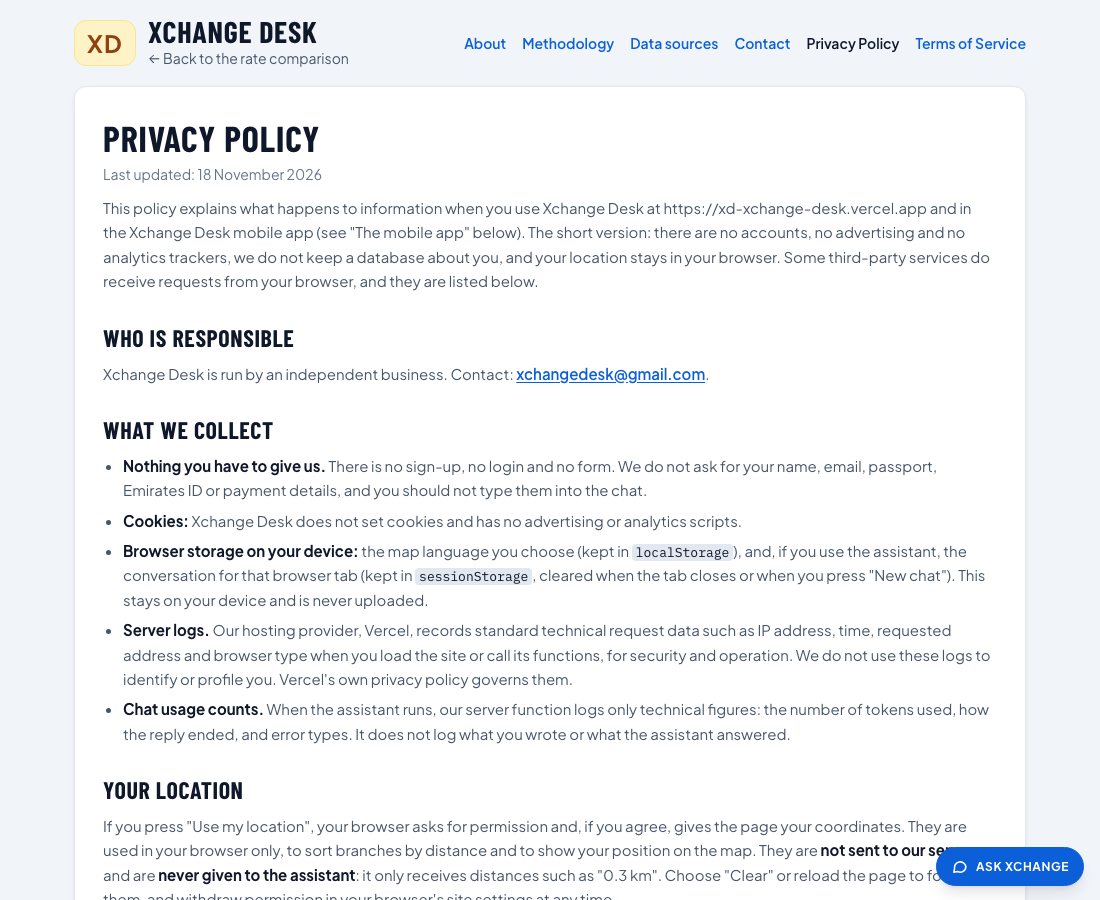 XD
XCHANGE DESK
← Back to the rate comparison
About Methodology Data sources Contact Privacy Policy Terms of Service
PRIVACY POLICY
Last updated: 18 November 2026
This policy explains what happens to information when you use Xchange Desk at https://xd-xchange-desk.vercel.app and in
the Xchange Desk mobile app (see "The mobile app" below). The short version: there are no accounts, no advertising and no
analytics trackers, we do not keep a database about you, and your location stays in your browser. Some third-party services do
receive requests from your browser, and they are listed below.
WHO IS RESPONSIBLE
Xchange Desk is run by an independent business. Contact: xchangedesk@gmail.com.
WHAT WE COLLECT
• Nothing you have to give us. There is no sign-up, no login and no form. We do not ask for your name, email, passport,
Emirates ID or payment details, and you should not type them into the chat.
• Cookies: Xchange Desk does not set cookies and has no advertising or analytics scripts.
• Browser storage on your device: the map language you choose (kept in localStorage), and, if you use the assistant, the
conversation for that browser tab (kept in sessionStorage, cleared when the tab closes or when you press "New chat"). This
stays on your device and is never uploaded.
• Server logs. Our hosting provider, Vercel, records standard technical request data such as IP address, time, requested
address and browser type when you load the site or call its functions, for security and operation. We do not use these logs to
identify or profile you. Vercel's own privacy policy governs them.
• Chat usage counts. When the assistant runs, our server function logs only technical figures: the number of tokens used, how
the reply ended, and error types. It does not log what you wrote or what the assistant answered.
YOUR LOCATION
If you press "Use my location", your browser asks for permission and, if you agree, gives the page your coordinates. They are
used in your browser only, to sort branches by distance and to show your position on the map. They are not sent to our
and are never given to the assistant: it only receives distances such as "0.3 km". Choose "Clear" or reload the page to
them, and withdraw permission in your browser's site settings at any time.
ASK XCHANGE